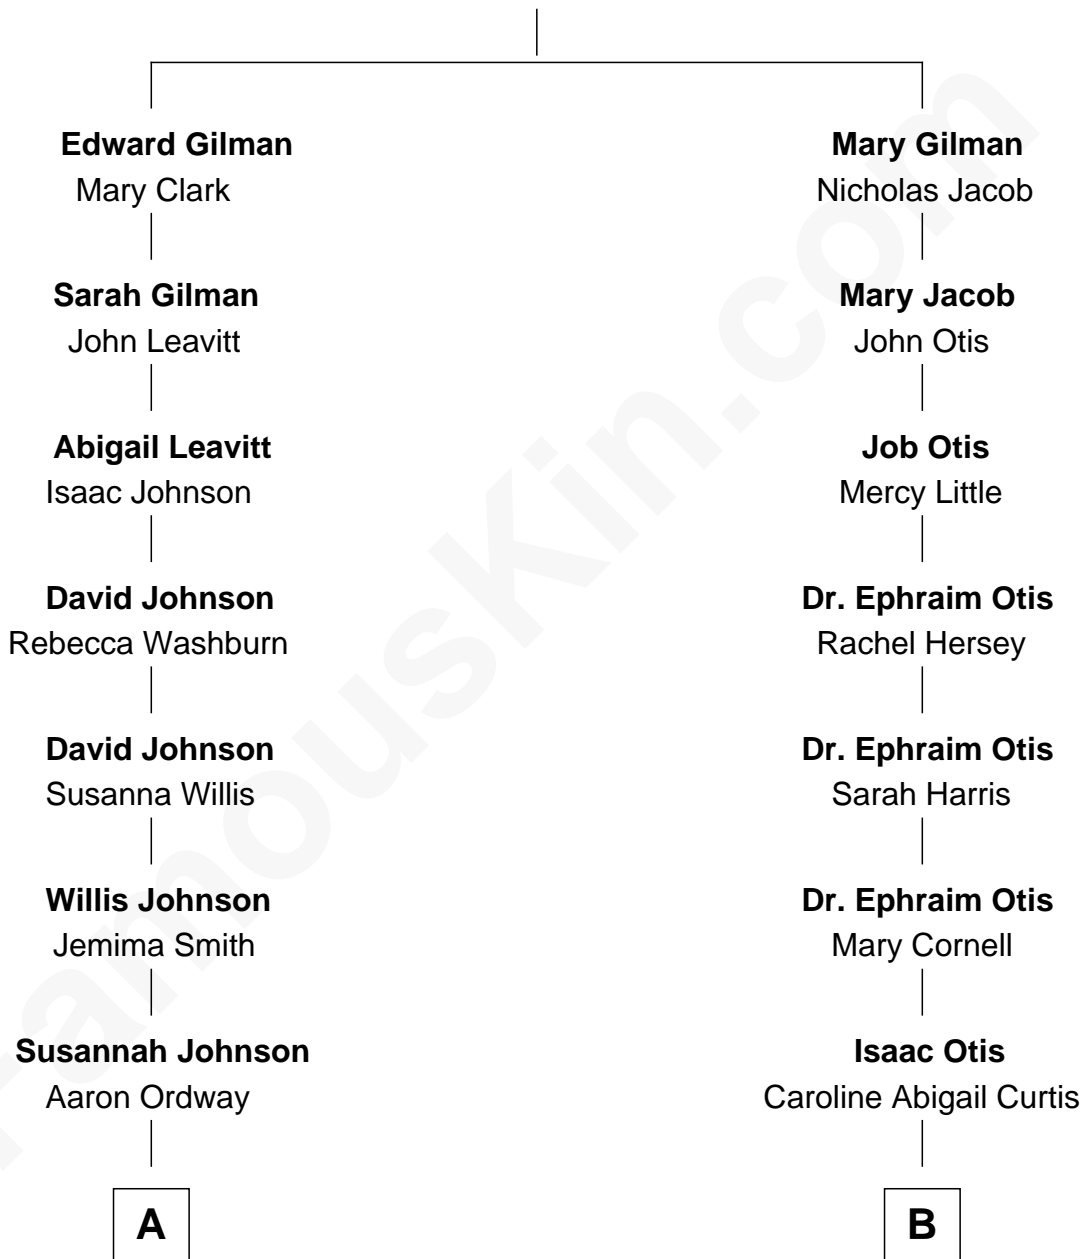 Edward Gilman
Mary Clark
Sarah Gilman
John Leavitt
Abigail Leavitt
Isaac Johnson
David Johnson
Rebecca Washburn
David Johnson
Susanna Willis
Willis Johnson
Jemima Smith
Susannah Johnson
Aaron Ordway
A
Mary Gilman
Nicholas Jacob
Mary Jacob
John Otis
Job Otis
Mercy Little
Dr. Ephraim Otis
Rachel Hersey
Dr. Ephraim Otis
Sarah Harris
Dr. Ephraim Otis
Mary Cornell
Isaac Otis
Caroline Abigail Curtis
B
FamousKin.com